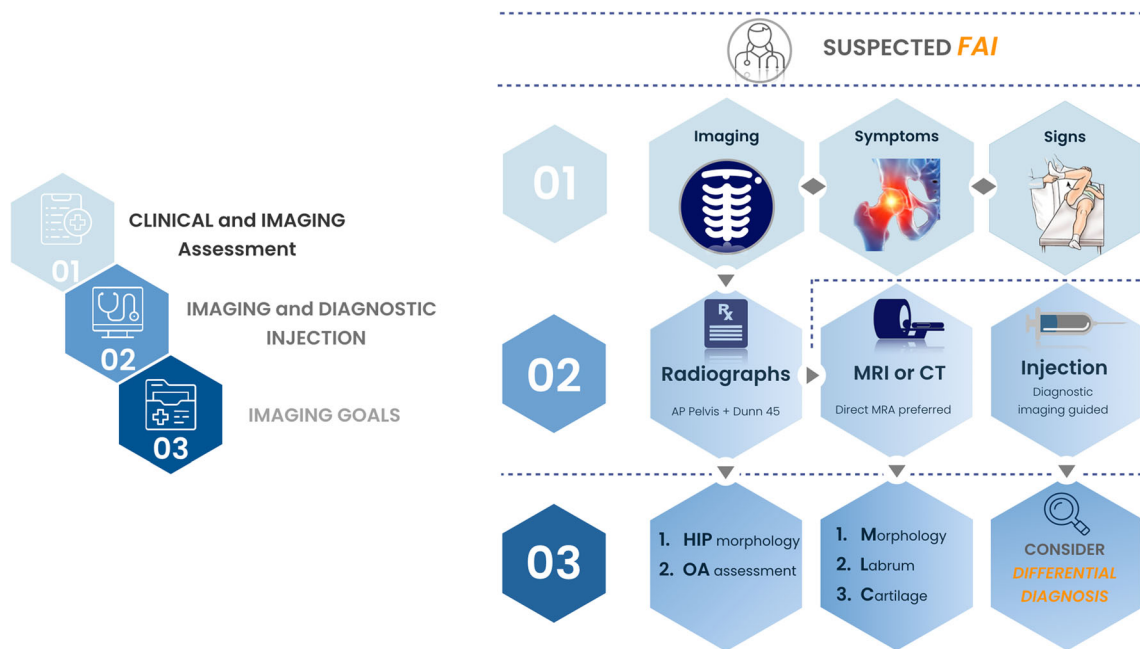 SUSPECTED FAI
01
Imaging
Symptoms
Signs
CLINICAL and IMAGING
Assessment
01
IMAGING and DIAGNOSTIC
INJECTION
02
IMAGING GOALS
03
02
Rx
Radiographs
AP Pelvis + Dunn 45
MRI or CT
Direct MRA preferred
Injection
Diagnostic
imaging guided
03
1. HIP morphology
2. OA assessment
1. Morphology
2. Labrum
3. Cartilage
CONSIDER
DIFFERENTIAL
DIAGNOSIS